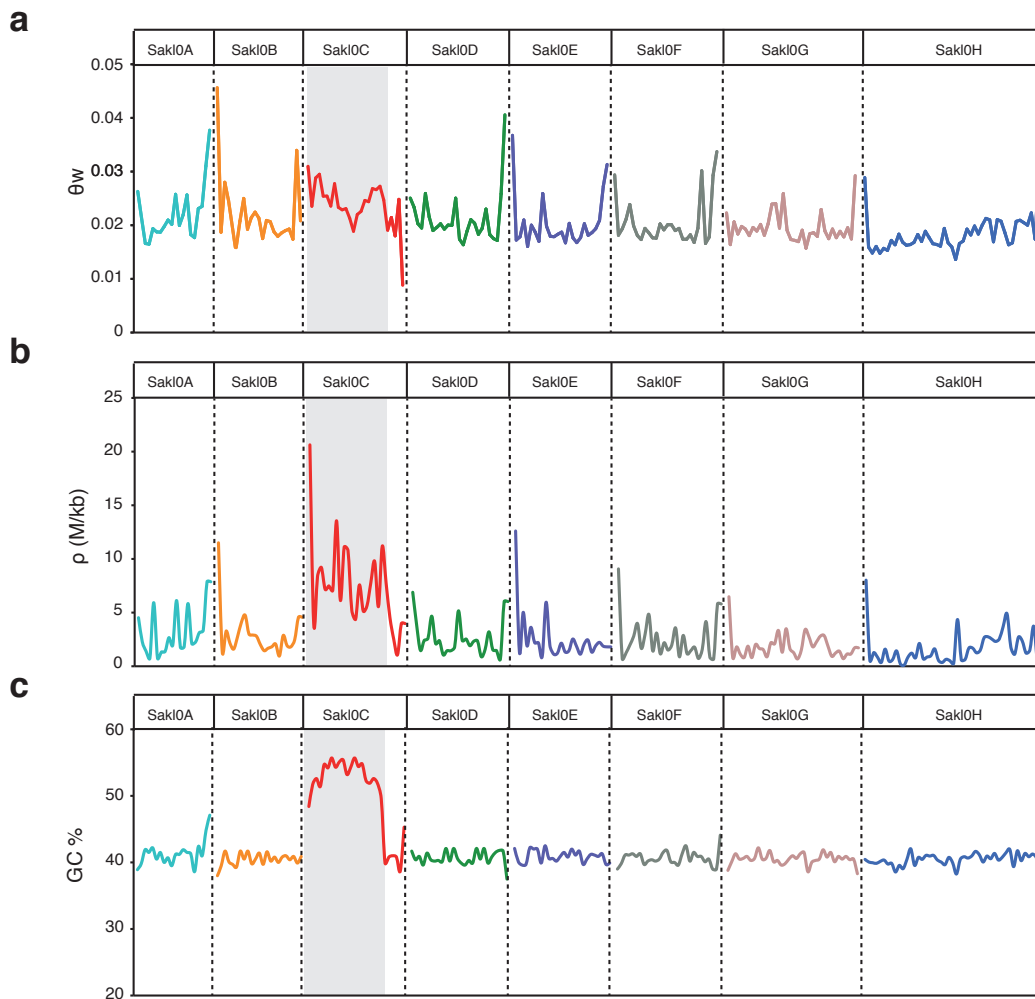 a
Sakl0A Sakl0B Sakl0C Sakl0D Sakl0E Sakl0F Sakl0G Sakl0H
0.05
0.04
0.03
0.02
0.01
0
θw
b
Sakl0A Sakl0B Sakl0C Sakl0D Sakl0E Sakl0F Sakl0G Sakl0H
25
20
15
10
5
0
ρ (M/kb)
c
Sakl0A Sakl0B Sakl0C Sakl0D Sakl0E Sakl0F Sakl0G Sakl0H
60
50
40
30
20
GC %